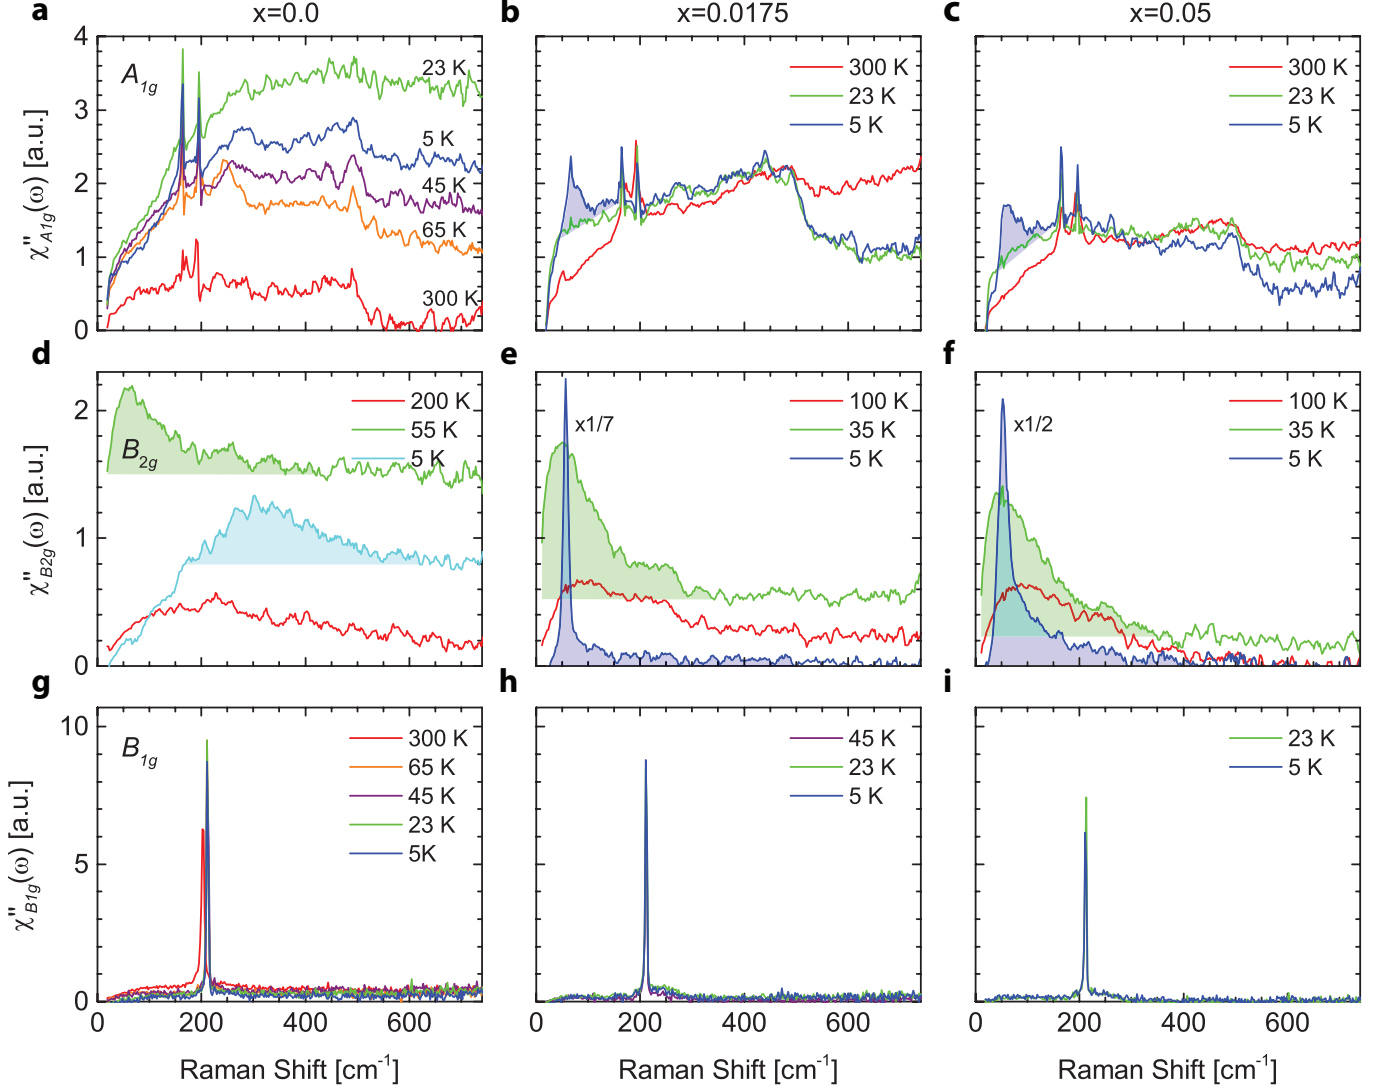 a x=0.0
b x=0.0175
c x=0.05
4
3
2
1
0
χ''A1g(ω) [a.u.]
A1g
23 K
5 K
45 K
65 K
300 K
300 K
23 K
5 K
300 K
23 K
5 K
d
e
f
2
1
0
χ''B2g(ω) [a.u.]
B2g
200 K
55 K
5 K
x1/7
100 K
35 K
5 K
x1/2
100 K
35 K
5 K
g
h
i
10
5
0
χ''B1g(ω) [a.u.]
B1g
300 K
65 K
45 K
23 K
5K
45 K
23 K
5 K
23 K
5 K
0 200 400 600
0 200 400 600
0 200 400 600
Raman Shift [cm-1]
Raman Shift [cm-1]
Raman Shift [cm-1]